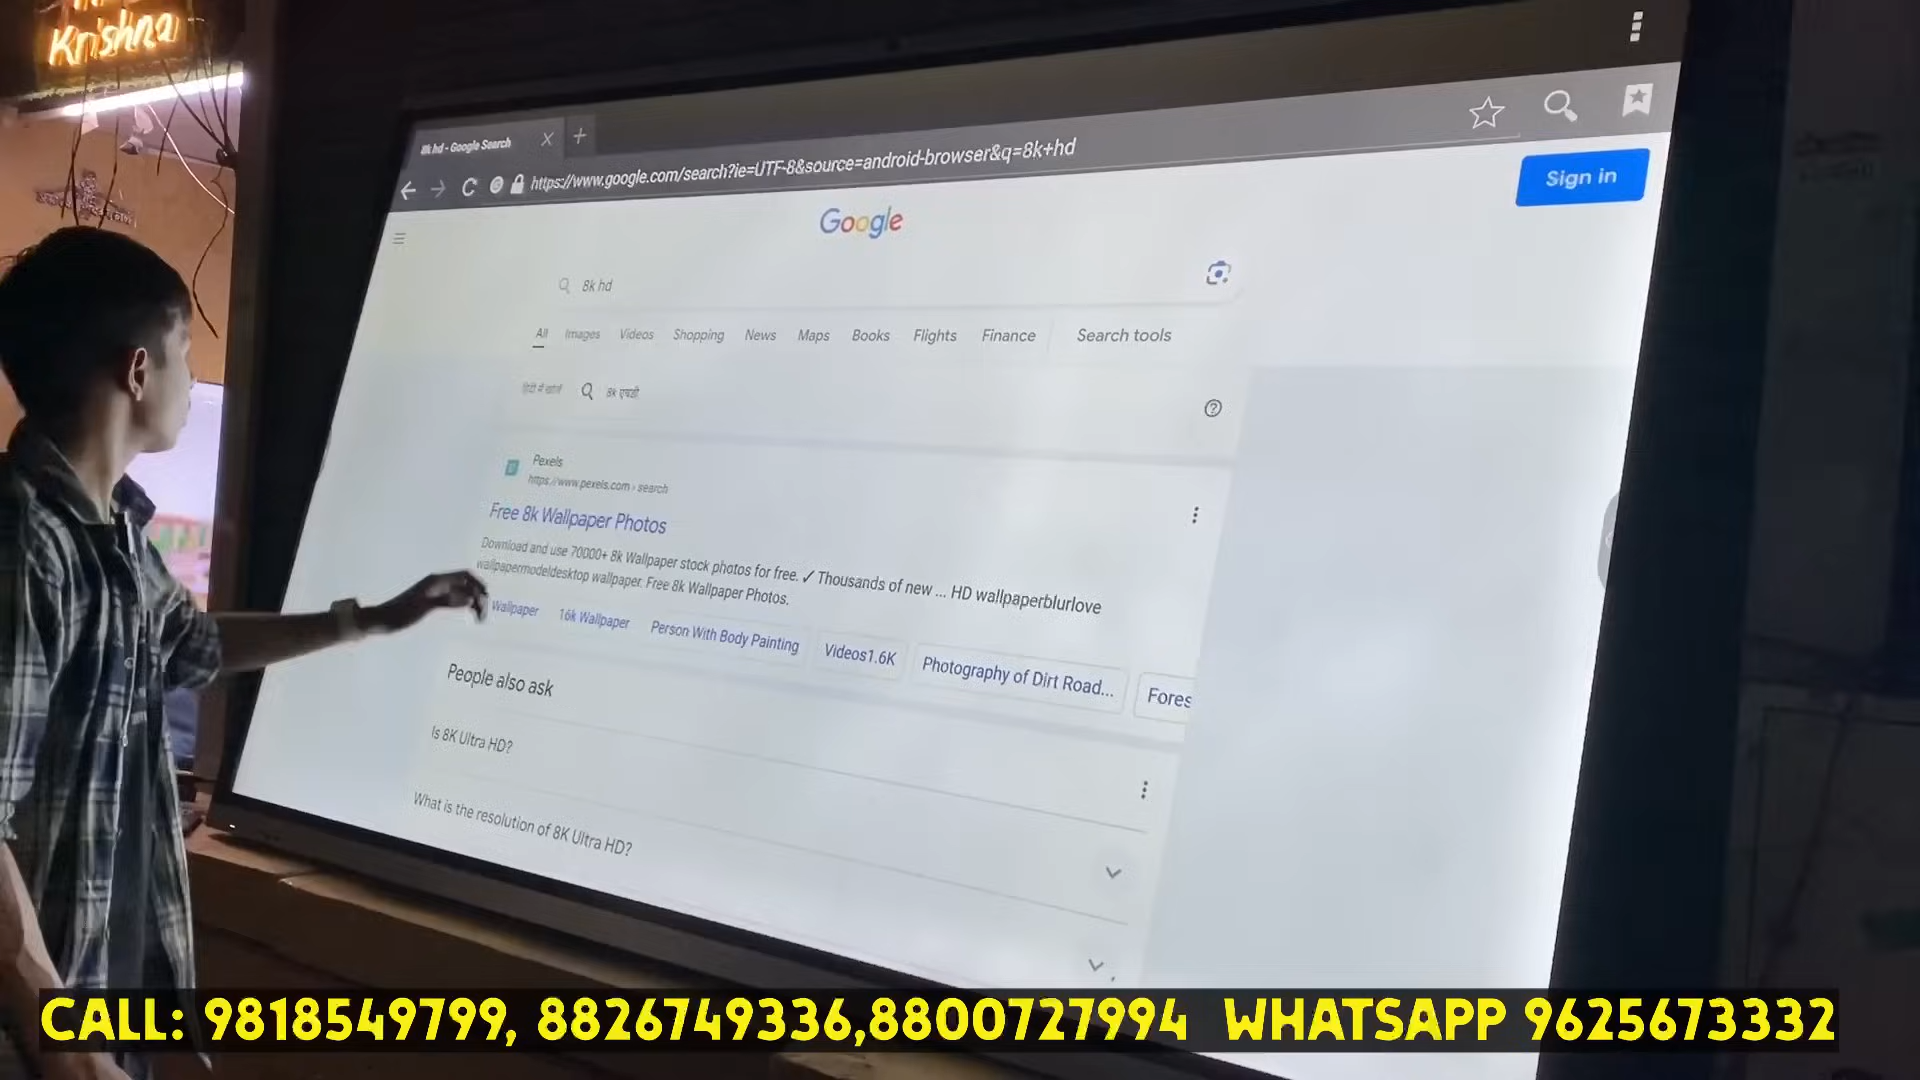 Krishna
8k hd - Google Search
https://www.google.com/search?ie=UTF-8&source=android-browser&q=8k+hd
Sign in
Google
8k hd
All Images Videos Shopping News Maps Books Flights Finance Search tools
हिंदी में खोजें 8k एचडी
Pexels
https://www.pexels.com › search
Free 8k Wallpaper Photos
Download and use 70000+ 8k Wallpaper stock photos for free. ✓ Thousands of new ... HD wallpaperblurlove
wallpapermodeldesktop wallpaper. Free 8k Wallpaper Photos.
Wallpaper 16k Wallpaper Person With Body Painting Videos1.6K Photography of Dirt Road... Fores
People also ask
Is 8K Ultra HD?
What is the resolution of 8K Ultra HD?
CALL: 9818549799, 8826749336,8800727994 WHATSAPP 9625673332